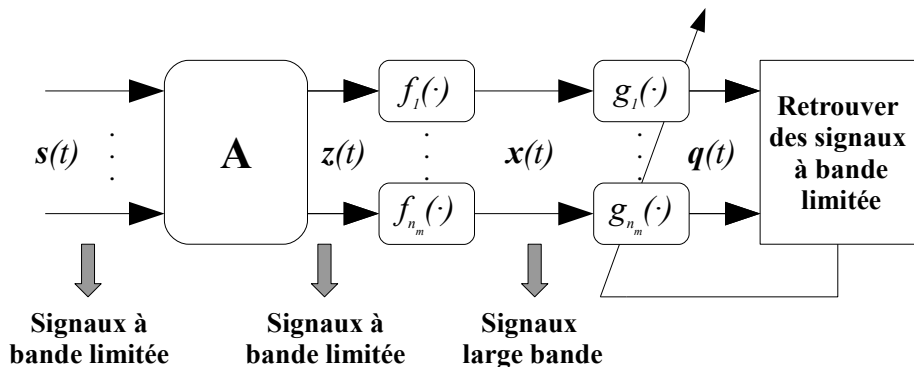 f₁(·)
g₁(·)
s(t)
A
z(t)
x(t)
q(t)
Retrouver
des signaux
à bande
limitée
fₙₘ(·)
gₙₘ(·)
Signaux à
bande limitée
Signaux à
bande limitée
Signaux
large bande